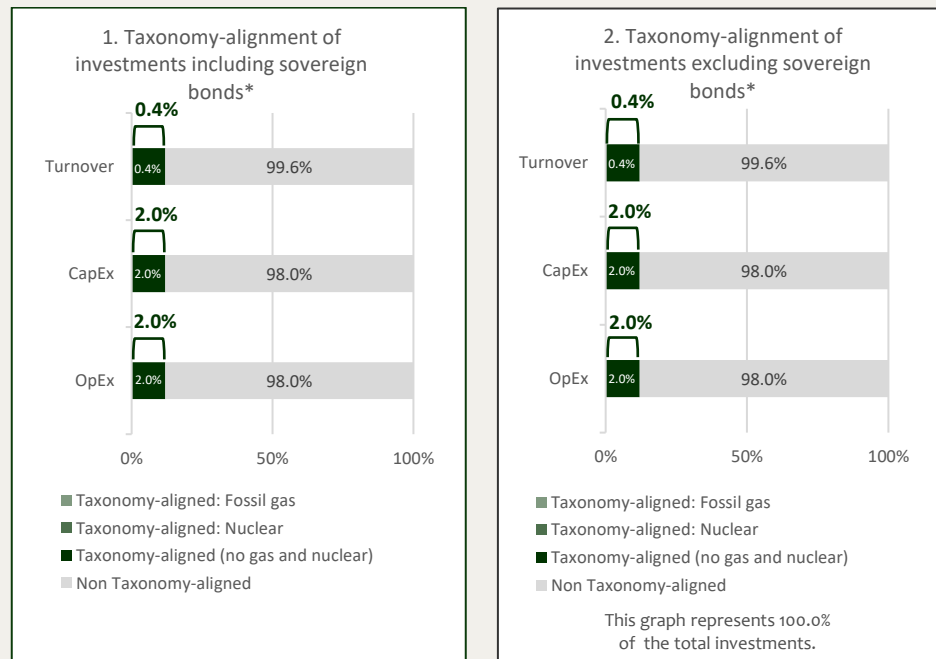 1. Taxonomy-alignment of
investments including sovereign
bonds*
0.4%
Turnover
0.4%
99.6%
2.0%
CapEx
2.0%
98.0%
2.0%
OpEx
2.0%
98.0%
0%
50%
100%
Taxonomy-aligned: Fossil gas
Taxonomy-aligned: Nuclear
Taxonomy-aligned (no gas and nuclear)
Non Taxonomy-aligned
2. Taxonomy-alignment of
investments excluding sovereign
bonds*
0.4%
Turnover
0.4%
99.6%
2.0%
CapEx
2.0%
98.0%
2.0%
OpEx
2.0%
98.0%
0%
50%
100%
Taxonomy-aligned: Fossil gas
Taxonomy-aligned: Nuclear
Taxonomy-aligned (no gas and nuclear)
Non Taxonomy-aligned
This graph represents 100.0%
of the total investments.